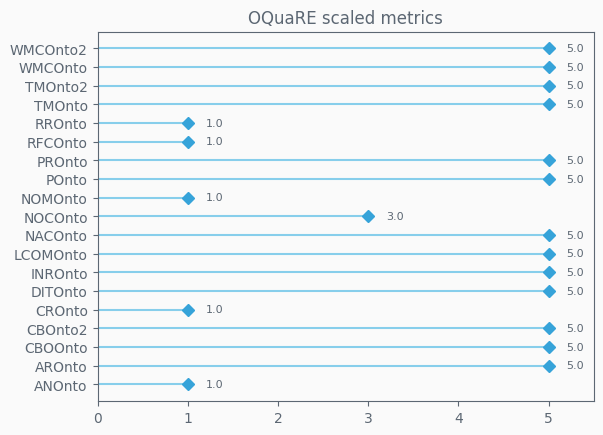 OQuaRE scaled metrics
WMCOnto2 5.0
WMCOnto 5.0
TMOnto2 5.0
TMOnto 5.0
RROnto 1.0
RFCOnto 1.0
PROnto 5.0
POnto 5.0
NOMOnto 1.0
NOCOnto 3.0
NACOnto 5.0
LCOMOnto 5.0
INROnto 5.0
DITOnto 5.0
CROnto 1.0
CBOnto2 5.0
CBOOnto 5.0
AROnto 5.0
ANOnto 1.0
0 1 2 3 4 5